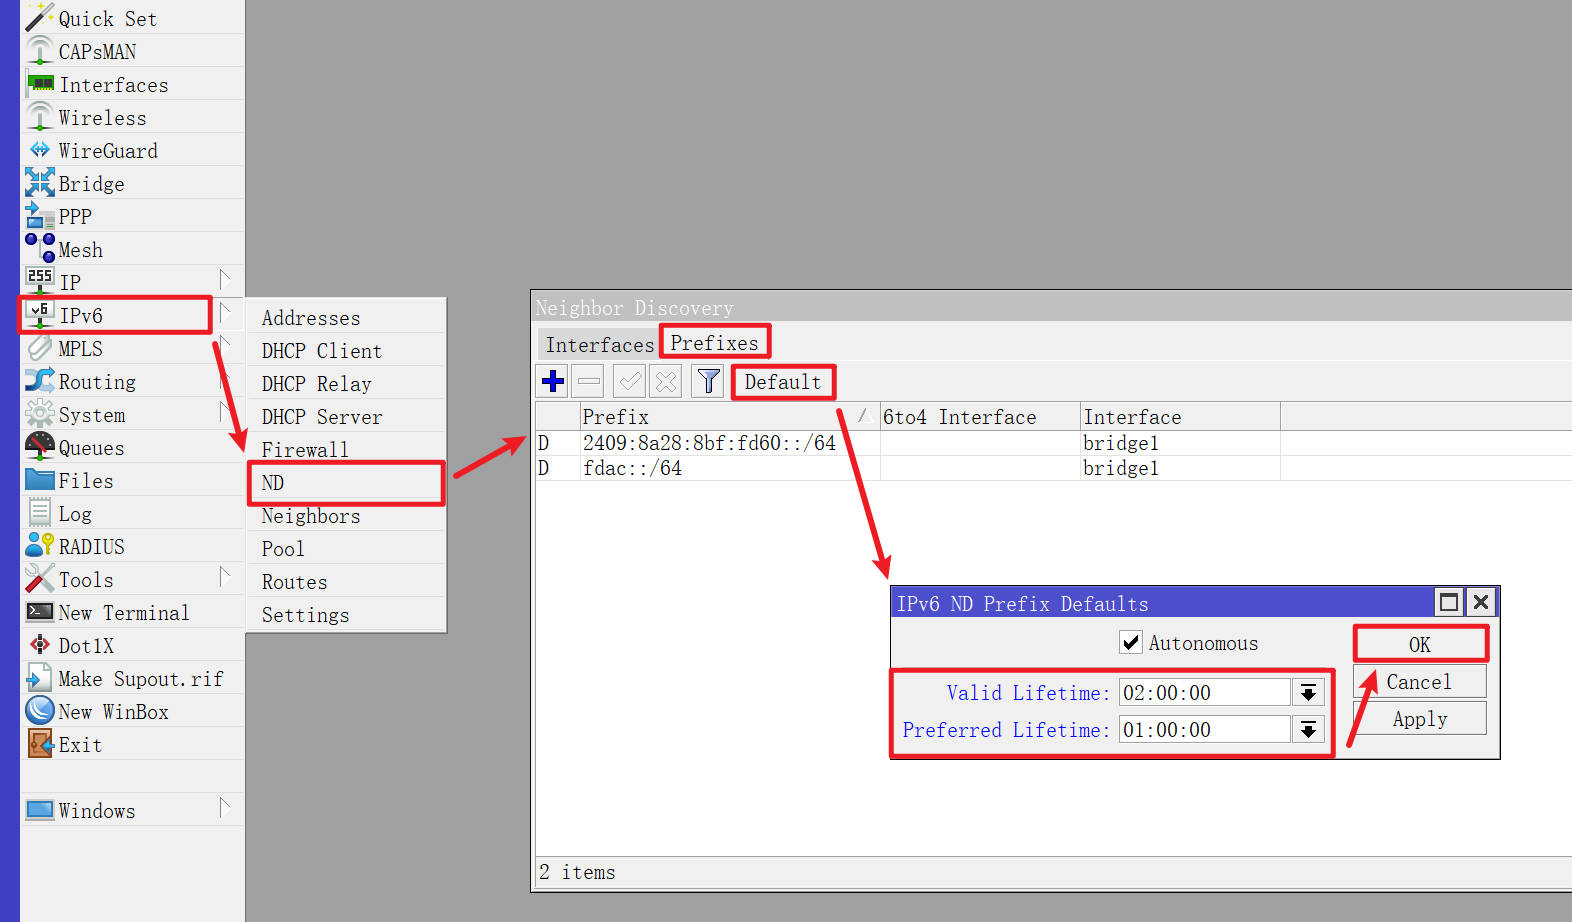 Quick Set
CAPsMAN
Interfaces
Wireless
WireGuard
Bridge
PPP
Mesh
255 IP
v6 IPv6
MPLS
Routing
System
Queues
Files
Log
RADIUS
Tools
New Terminal
Dot1X
Make Supout.rif
New WinBox
Exit
Windows
Addresses
DHCP Client
DHCP Relay
DHCP Server
Firewall
ND
Neighbors
Pool
Routes
Settings
Neighbor Discovery
Interfaces Prefixes
Default
Prefix 6to4 Interface Interface
D 2409:8a28:8bf:fd60::/64 bridge1
D fdac::/64 bridge1
IPv6 ND Prefix Defaults
Autonomous
OK
Valid Lifetime: 02:00:00
Cancel
Preferred Lifetime: 01:00:00
Apply
2 items